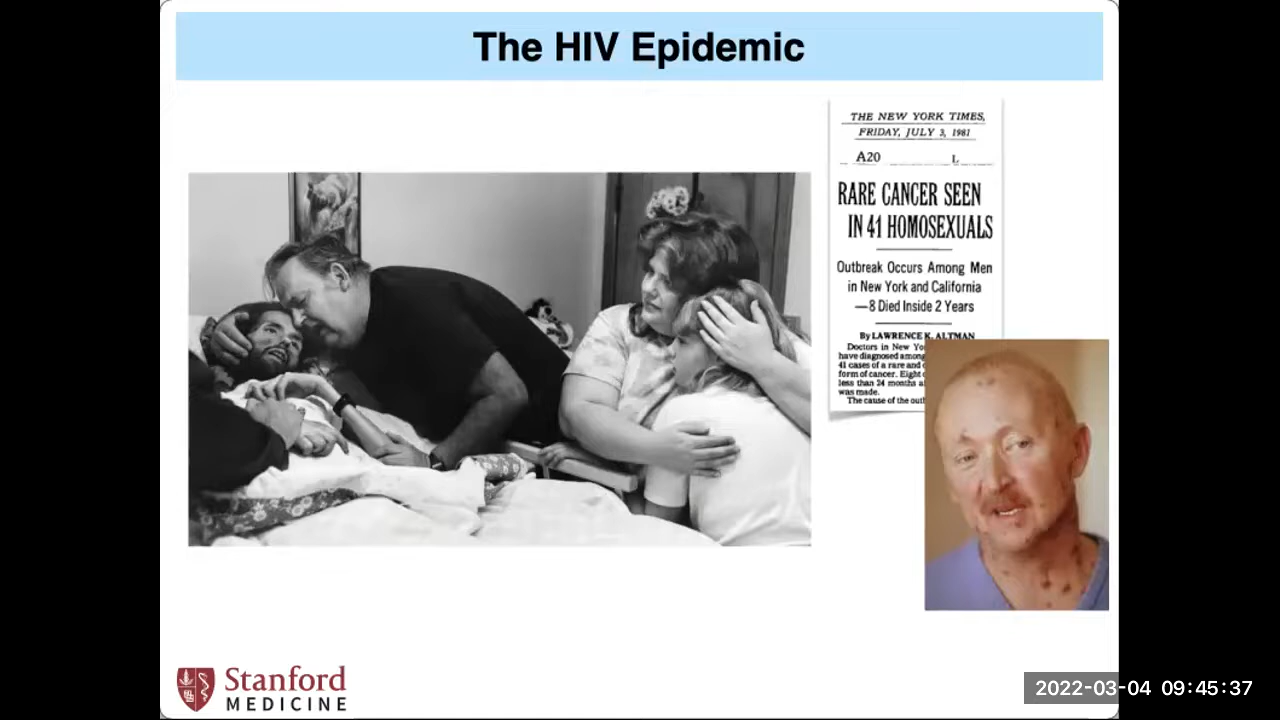 The HIV Epidemic
THE NEW YORK TIMES,
FRIDAY, JULY 3, 1981
A20 L
RARE CANCER SEEN
IN 41 HOMOSEXUALS
Outbreak Occurs Among Men
in New York and California
—8 Died Inside 2 Years
By LAWRENCE K. ALTMAN
Doctors in New Yo
have diagnosed among
41 cases of a rare and
form of cancer. Eight
less than 24 months a
was made.
The cause of the out
Stanford
MEDICINE
2022-03-04 09:45:37